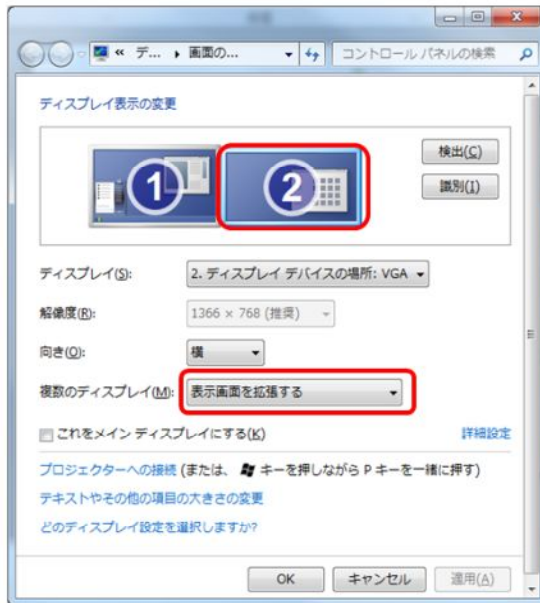 « デ... ▸ 画面の...
コントロール パネルの検索
ディスプレイ表示の変更
1
2
検出(C)
識別(I)
ディスプレイ(S):
2. ディスプレイ デバイスの場所: VGA
解像度(R):
1366 × 768 (推奨)
向き(O):
横
複数のディスプレイ(M):
表示画面を拡張する
これをメイン ディスプレイにする(K)
詳細設定
プロジェクターへの接続 (または、 キーを押しながら P キーを一緒に押す)
テキストやその他の項目の大きさの変更
どのディスプレイ設定を選択しますか?
OK
キャンセル
適用(A)